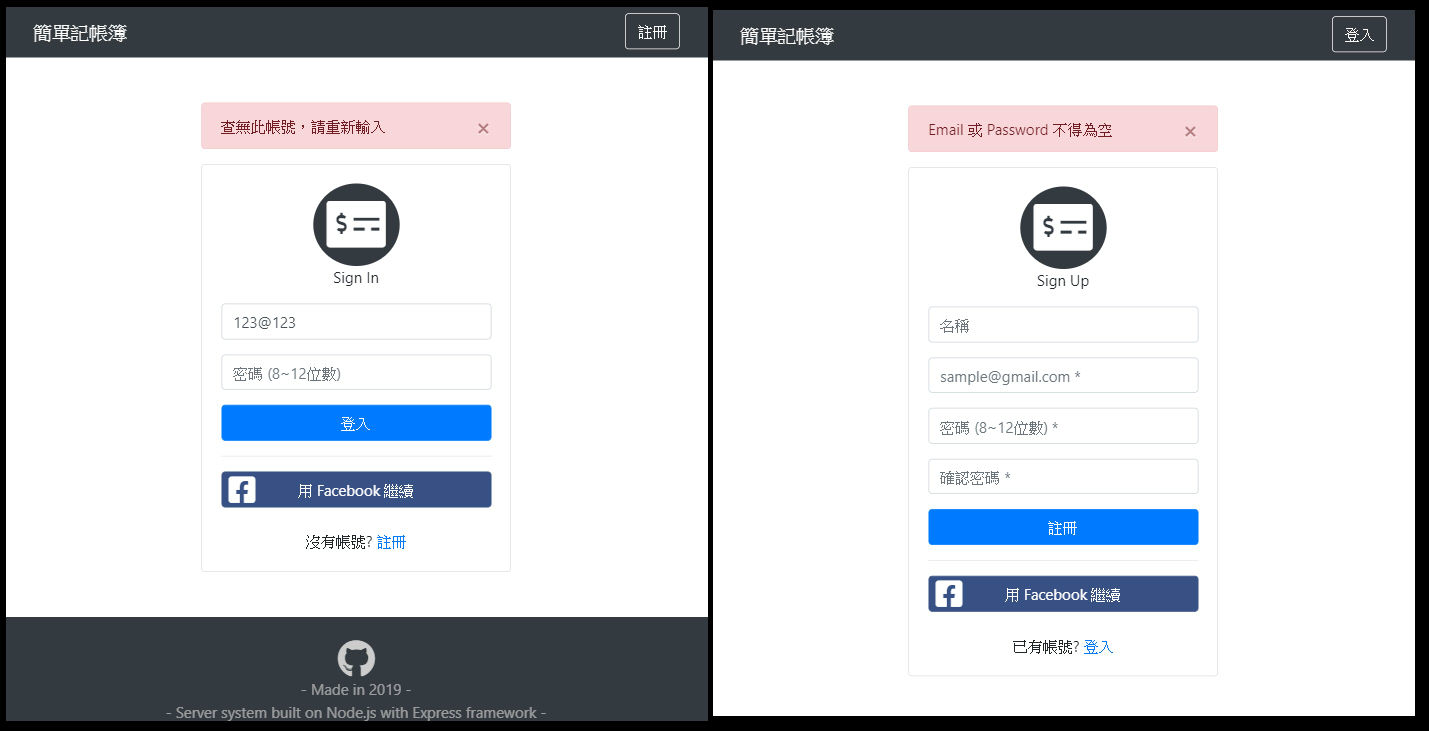 簡單記帳簿
註冊
查無此帳號，請重新輸入
×
$
Sign In
123@123
密碼 (8~12位數)
登入
用 Facebook 繼續
沒有帳號? 註冊
- Made in 2019 -
- Server system built on Node.js with Express framework -
簡單記帳簿
登入
Email 或 Password 不得為空
×
$
Sign Up
名稱
sample@gmail.com *
密碼 (8~12位數) *
確認密碼 *
註冊
用 Facebook 繼續
已有帳號? 登入